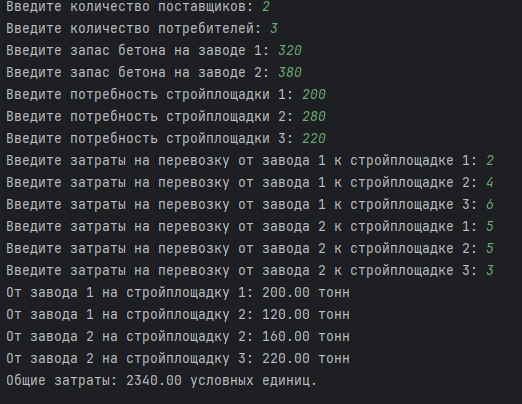 Введите количество поставщиков: 2
Введите количество потребителей: 3
Введите запас бетона на заводе 1: 320
Введите запас бетона на заводе 2: 380
Введите потребность стройплощадки 1: 200
Введите потребность стройплощадки 2: 280
Введите потребность стройплощадки 3: 220
Введите затраты на перевозку от завода 1 к стройплощадке 1: 2
Введите затраты на перевозку от завода 1 к стройплощадке 2: 4
Введите затраты на перевозку от завода 1 к стройплощадке 3: 6
Введите затраты на перевозку от завода 2 к стройплощадке 1: 5
Введите затраты на перевозку от завода 2 к стройплощадке 2: 5
Введите затраты на перевозку от завода 2 к стройплощадке 3: 3
От завода 1 на стройплощадку 1: 200.00 тонн
От завода 1 на стройплощадку 2: 120.00 тонн
От завода 2 на стройплощадку 2: 160.00 тонн
От завода 2 на стройплощадку 3: 220.00 тонн
Общие затраты: 2340.00 условных единиц.